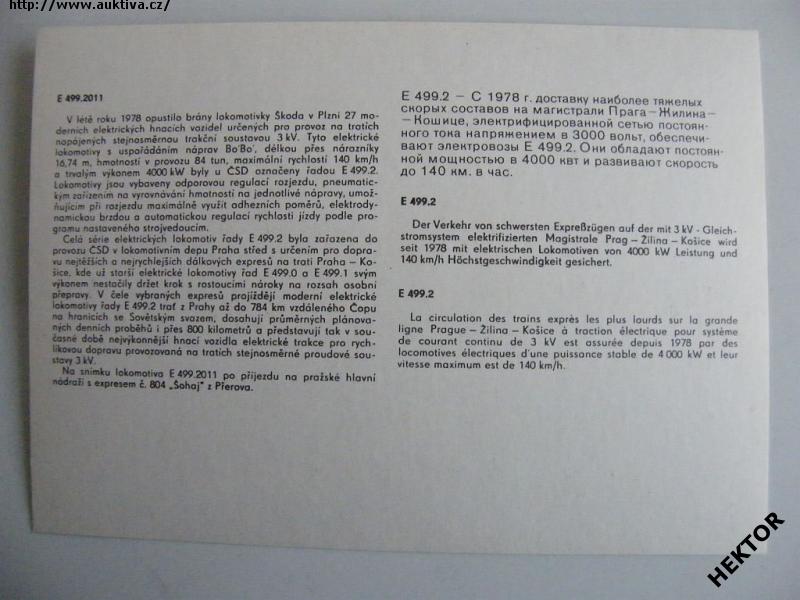 http://www.auktiva.cz/
E 499.2011
V létě roku 1978 opustilo brány lokomotivky Škoda v Plzni 27 mo-
derních elektrických hnacích vozidel určených pro provoz na tratích
napájených stejnosměrnou trakční soustavou 3 kV. Tyto elektrické
lokomotivy s uspořádáním náprav Bo'Bo', délkou přes nárazníky
16,74 m, hmotností v provozu 84 tun, maximální rychlostí 140 km/h
a trvalým výkonem 4000 kW byly u ČSD označeny řadou E 499.2.
Lokomotivy jsou vybaveny odporovou regulací rozjezdu, pneumatic-
kým zařízením na vyrovnávání hmotnosti na jednotlivé nápravy, umož-
ňujícím při rozjezdu maximálně využít adhezních poměrů, elektrody-
namickou brzdou a automatickou regulací rychlosti jízdy podle pro-
gramu nastaveného strojvedoucím.
Celá série elektrických lokomotiv řady E 499.2 byla zařazena do
provozu ČSD v lokomotivním depu Praha střed s určením pro dopra-
vu nejtěžších a nejrychlejších dálkových expresů na trati Praha – Ko-
šice, kde už starší elektrické lokomotivy řad E 499.0 a E 499.1 svým
výkonem nestačily držet krok s rostoucími nároky na rozsah osobní
přepravy. V čele vybraných expresů projíždějí moderní elektrické
lokomotivy řady E 499.2 trať z Prahy až do 784 km vzdáleného Čopu
na hranicích se Sovětským svazem, dosahují průměrných plánova-
ných denních proběhů i přes 800 kilometrů a představují tak v sou-
časné době nejvýkonnější hnací vozidla elektrické trakce pro rych-
líkovou dopravu provozovaná na tratích stejnosměrné proudové sou-
stavy 3 kV.
Na snímku lokomotiva E 499.2011 po příjezdu na pražské hlavní
nádraží s expresem č. 804 „Šohaj" z Přerova.
Е 499.2 – С 1978 г. доставку наиболее тяжелых
скорых составов на магистрали Прага–Жилина–
–Кошице, электрифицированной сетью постоян-
ного тока напряжением в 3000 вольт, обеспечи-
вают электровозы Е 499.2. Они обладают постоян-
ной мощностью в 4000 квт и развивают скорость
до 140 км. в час.
E 499.2
Der Verkehr von schwersten Expreßzügen auf der mit 3 kV - Gleich-
stromsystem elektrifizierten Magistrale Prag – Žilina – Košice wird
seit 1978 mit elektrischen Lokomotiven von 4000 kW Leistung und
140 km/h Höchstgeschwindigkeit gesichert.
E 499.2
La circulation des trains exprès les plus lourds sur la grande
ligne Prague – Žilina – Košice à traction électrique pour système
de courant continu de 3 kV est assurée depuis 1978 par des
locomotives électriques d'une puissance stable de 4 000 kW et leur
vitesse maximum est de 140 km/h.
HEKTOR